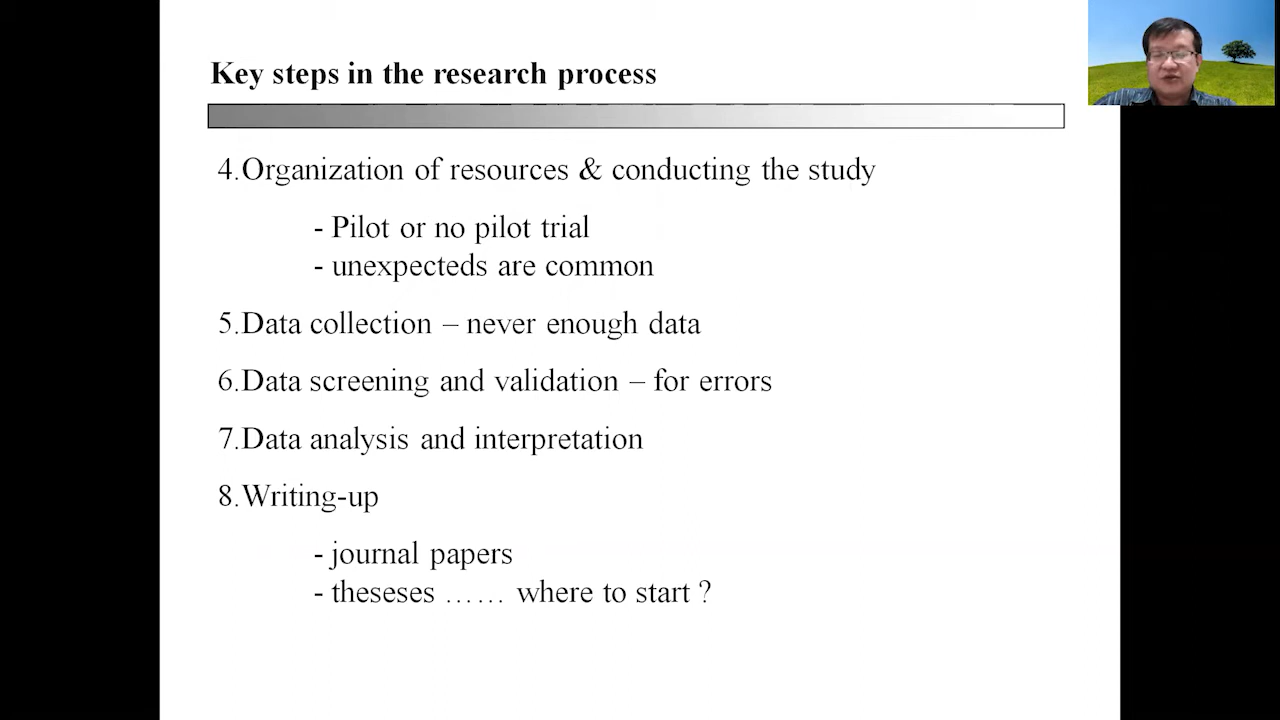 Key steps in the research process
4.Organization of resources & conducting the study
- Pilot or no pilot trial
- unexpecteds are common
5.Data collection – never enough data
6.Data screening and validation – for errors
7.Data analysis and interpretation
8.Writing-up
- journal papers
- theseses …… where to start ?